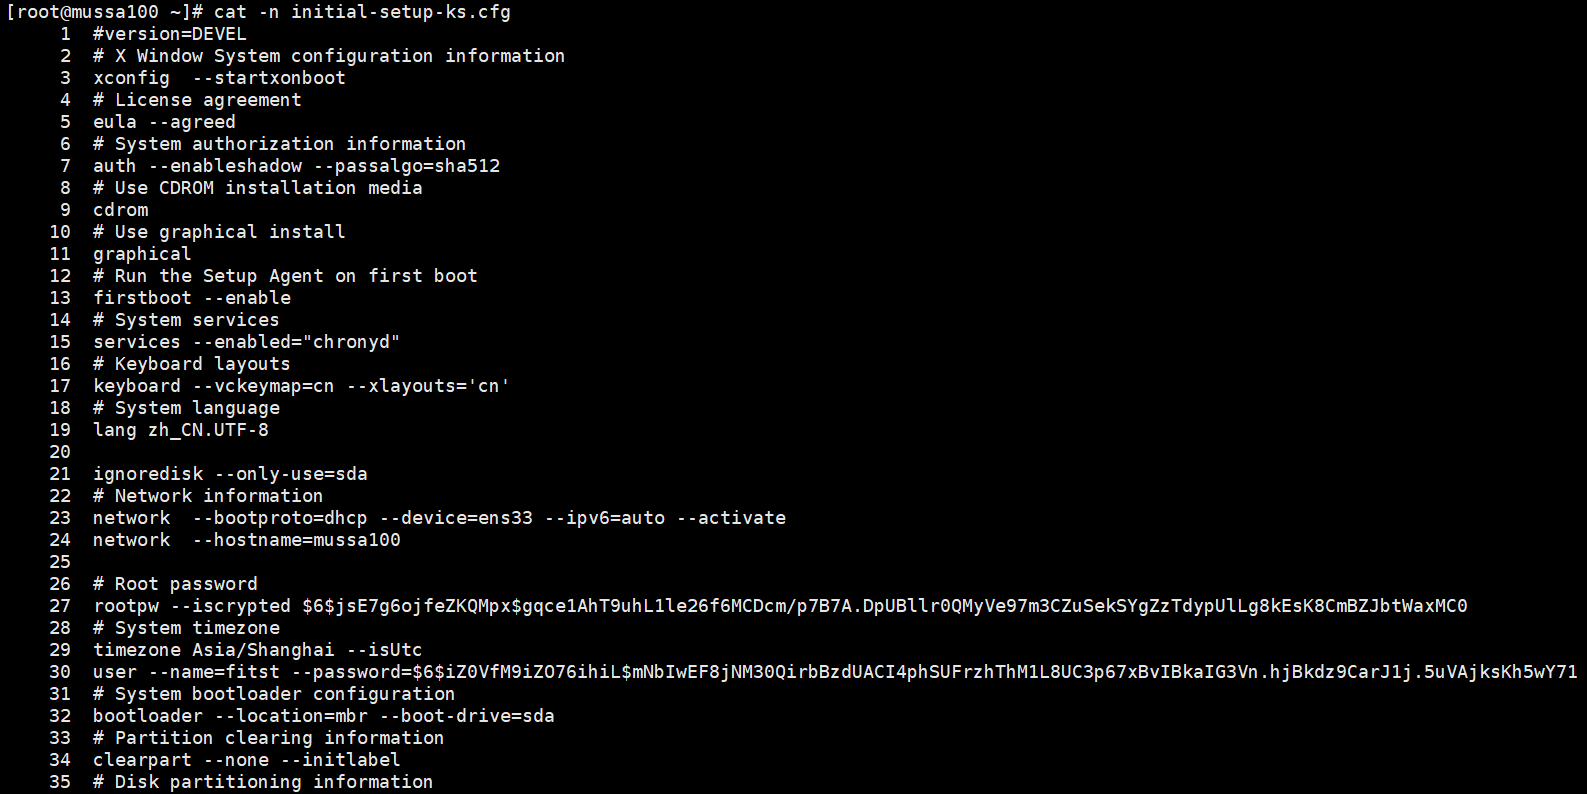 [root@mussa100 ~]# cat -n initial-setup-ks.cfg
     1  #version=DEVEL
     2  # X Window System configuration information
     3  xconfig  --startxonboot
     4  # License agreement
     5  eula --agreed
     6  # System authorization information
     7  auth --enableshadow --passalgo=sha512
     8  # Use CDROM installation media
     9  cdrom
    10  # Use graphical install
    11  graphical
    12  # Run the Setup Agent on first boot
    13  firstboot --enable
    14  # System services
    15  services --enabled="chronyd"
    16  # Keyboard layouts
    17  keyboard --vckeymap=cn --xlayouts='cn'
    18  # System language
    19  lang zh_CN.UTF-8
    20
    21  ignoredisk --only-use=sda
    22  # Network information
    23  network  --bootproto=dhcp --device=ens33 --ipv6=auto --activate
    24  network  --hostname=mussa100
    25
    26  # Root password
    27  rootpw --iscrypted $6$jsE7g6ojfeZKQMpx$gqce1AhT9uhL1le26f6MCDcm/p7B7A.DpUBllr0QMyVe97m3CZuSekSYgZzTdypUlLg8kEsK8CmBZJbtWaxMC0
    28  # System timezone
    29  timezone Asia/Shanghai --isUtc
    30  user --name=fitst --password=$6$iZ0VfM9iZO76ihiL$mNbIwEF8jNM30QirbBzdUACI4phSUFrzhThM1L8UC3p67xBvIBkaIG3Vn.hjBkdz9CarJ1j.5uVAjksKh5wY71
    31  # System bootloader configuration
    32  bootloader --location=mbr --boot-drive=sda
    33  # Partition clearing information
    34  clearpart --none --initlabel
    35  # Disk partitioning information